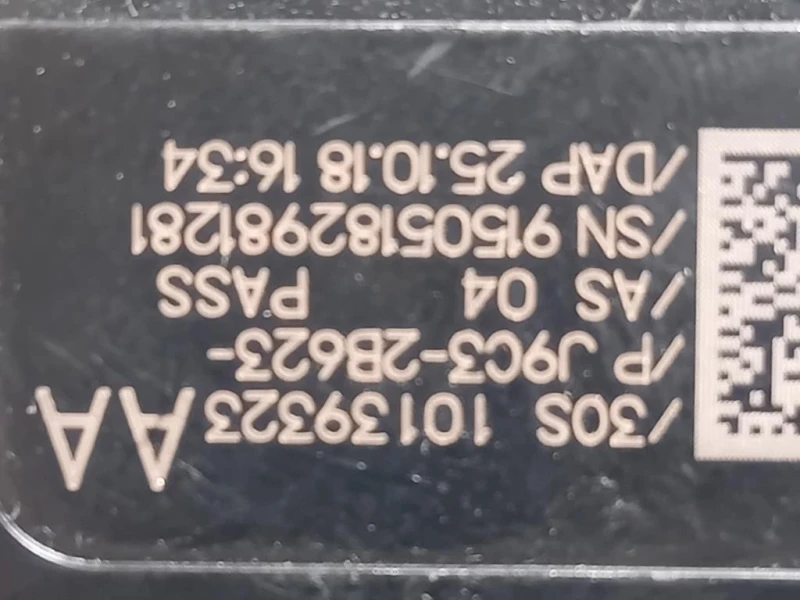 /30S 10139323 AA
/P J9C3-2B623-
/AS 04 PASS
/SN 91505182981281
/DAP 25.10.18 16:34